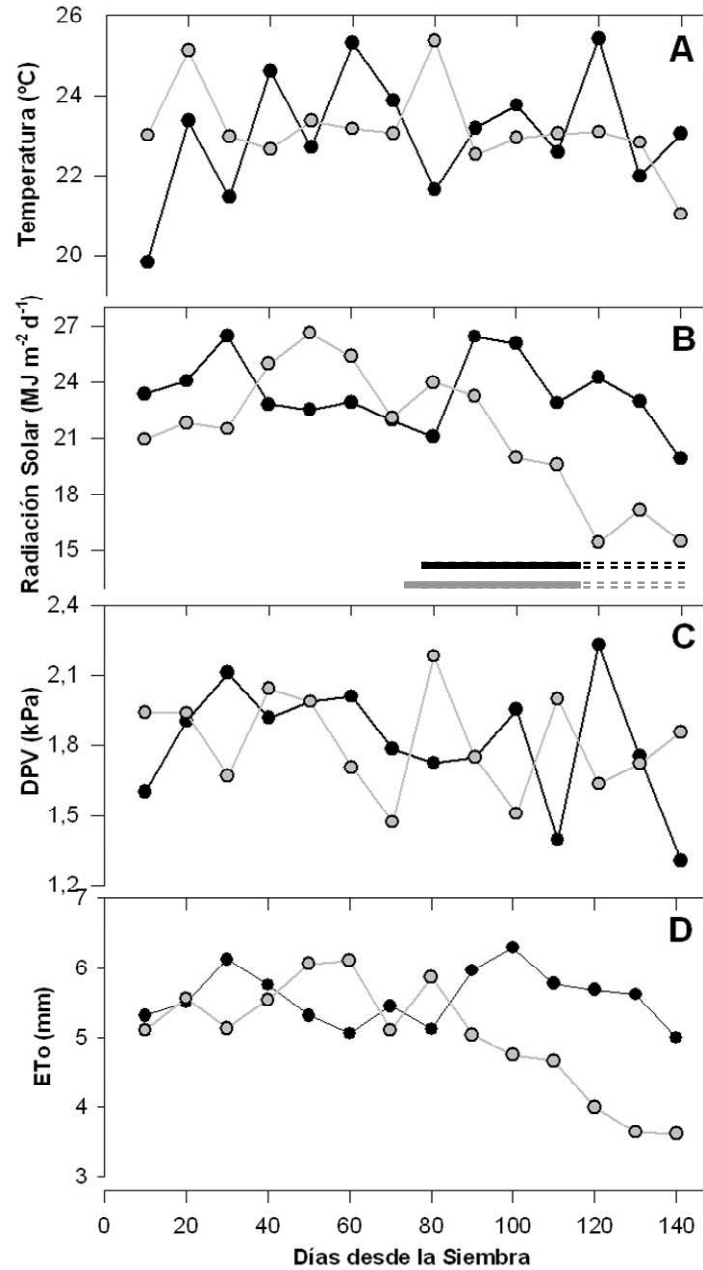 A
Temperatura (ºC)
26
24
22
20
B
Radiación Solar (MJ m⁻² d⁻¹)
27
24
21
18
15
C
DPV (kPa)
2,4
2,1
1,8
1,5
1,2
D
ETo (mm)
7
6
5
4
3
0 20 40 60 80 100 120 140
Días desde la Siembra